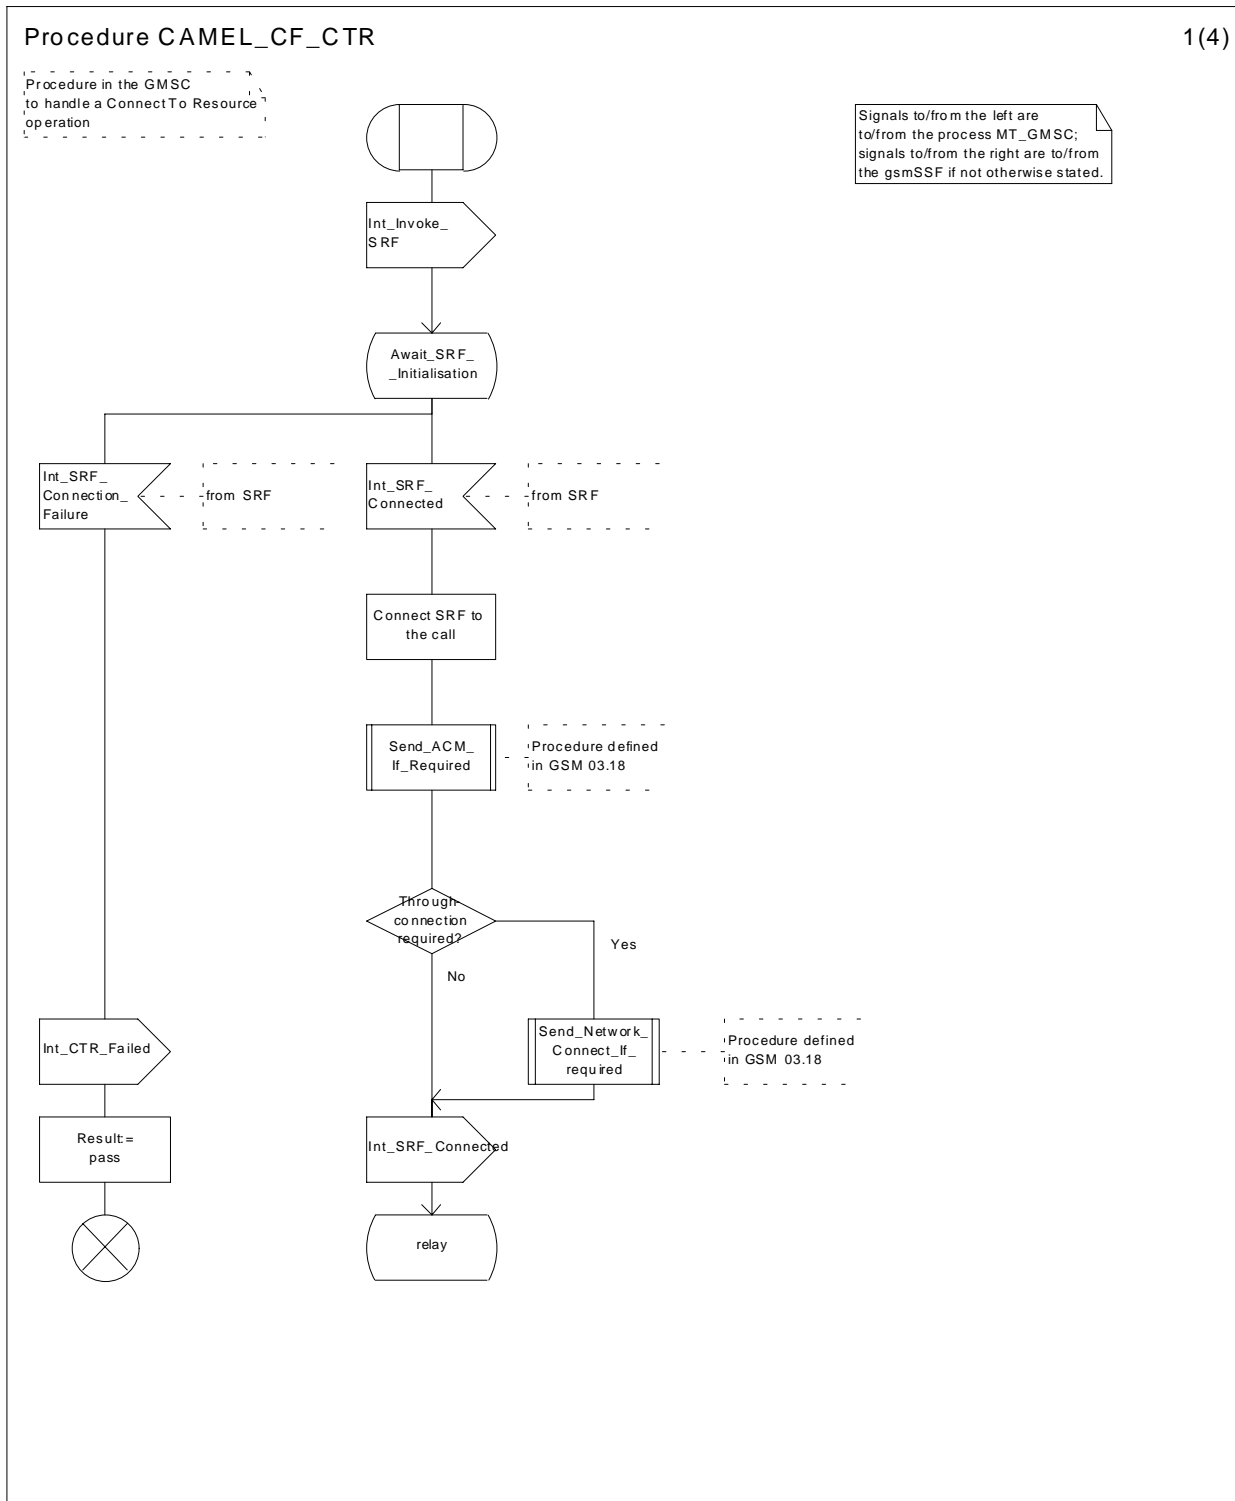 Procedure CAMEL_CF_CTR
1(4)
Procedure in the GMSC
to handle a Connect To Resource
operation
Signals to/from the left are
to/from the process MT_GMSC;
signals to/from the right are to/from
the gsmSSF if not otherwise stated.
Int_Invoke_
SRF
Await_SRF_
_Initialisation
Int_SRF_
Connection_
Failure
from SRF
Int_SRF_
Connected
from SRF
Connect SRF to
the call
Send_ACM_
If_Required
Procedure defined
in GSM 03.18
Through-
connection
required?
Yes
No
Int_CTR_Failed
Send_Network_
Connect_If_
required
Procedure defined
in GSM 03.18
Result:=
pass
Int_SRF_Connected
relay